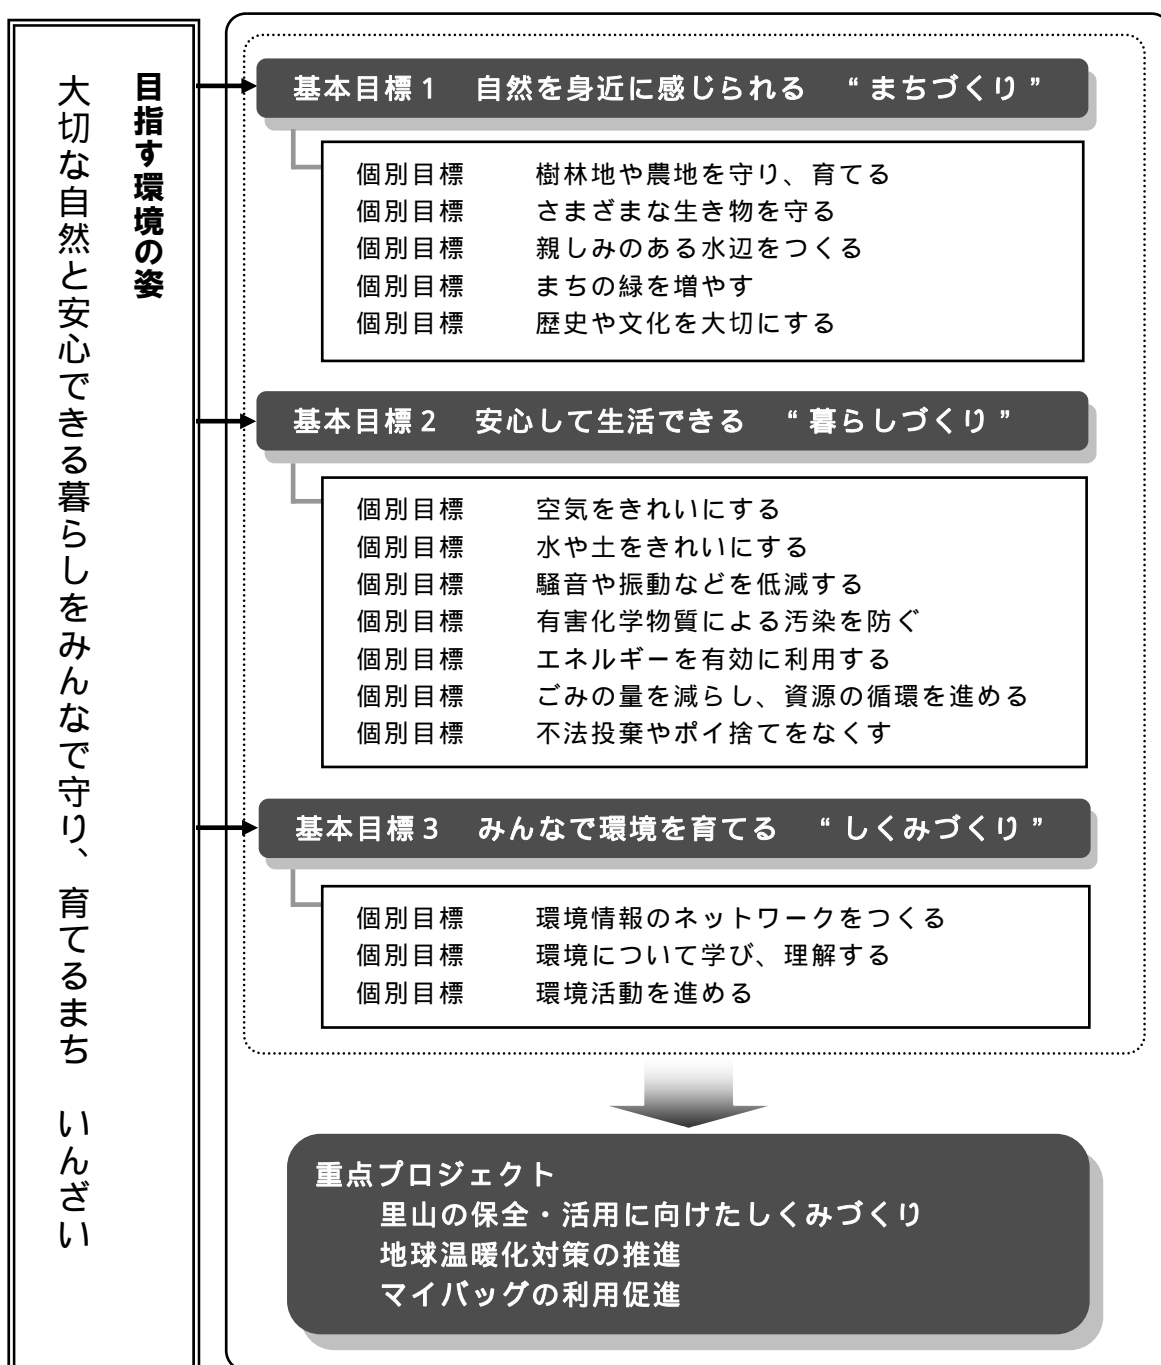 目指す環境の姿
大切な自然と安心できる暮らしをみんなで守り、育てるまち　いんざい
基本目標１　自然を身近に感じられる　“まちづくり”
個別目標　　樹林地や農地を守り、育てる
個別目標　　さまざまな生き物を守る
個別目標　　親しみのある水辺をつくる
個別目標　　まちの緑を増やす
個別目標　　歴史や文化を大切にする
基本目標２　安心して生活できる　“暮らしづくり”
個別目標　　空気をきれいにする
個別目標　　水や土をきれいにする
個別目標　　騒音や振動などを低減する
個別目標　　有害化学物質による汚染を防ぐ
個別目標　　エネルギーを有効に利用する
個別目標　　ごみの量を減らし、資源の循環を進める
個別目標　　不法投棄やポイ捨てをなくす
基本目標３　みんなで環境を育てる　“しくみづくり”
個別目標　　環境情報のネットワークをつくる
個別目標　　環境について学び、理解する
個別目標　　環境活動を進める
重点プロジェクト
里山の保全・活用に向けたしくみづくり
地球温暖化対策の推進
マイバッグの利用促進